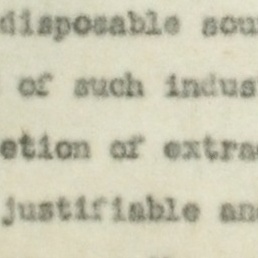 disposable sou
of such indus
etion of extra
justifiable an